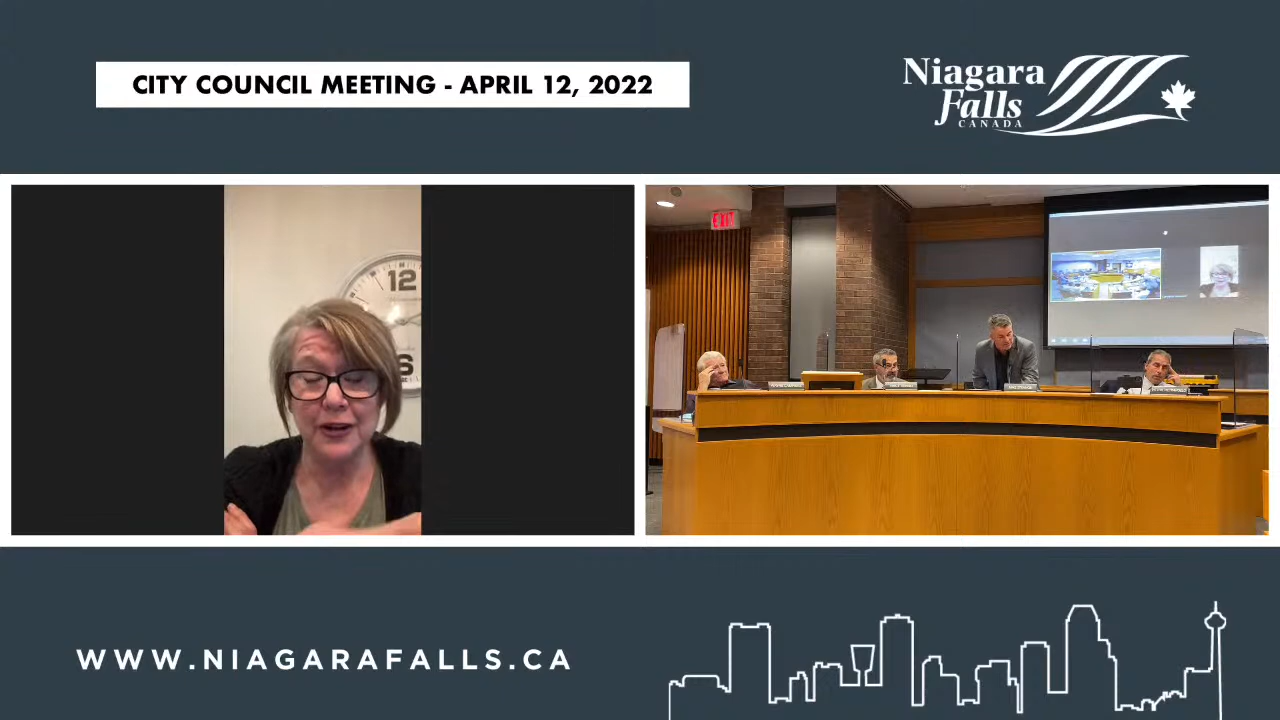 CITY COUNCIL MEETING - APRIL 12, 2022
Niagara
Falls
CANADA
12
EXIT
WWW.NIAGARAFALLS.CA